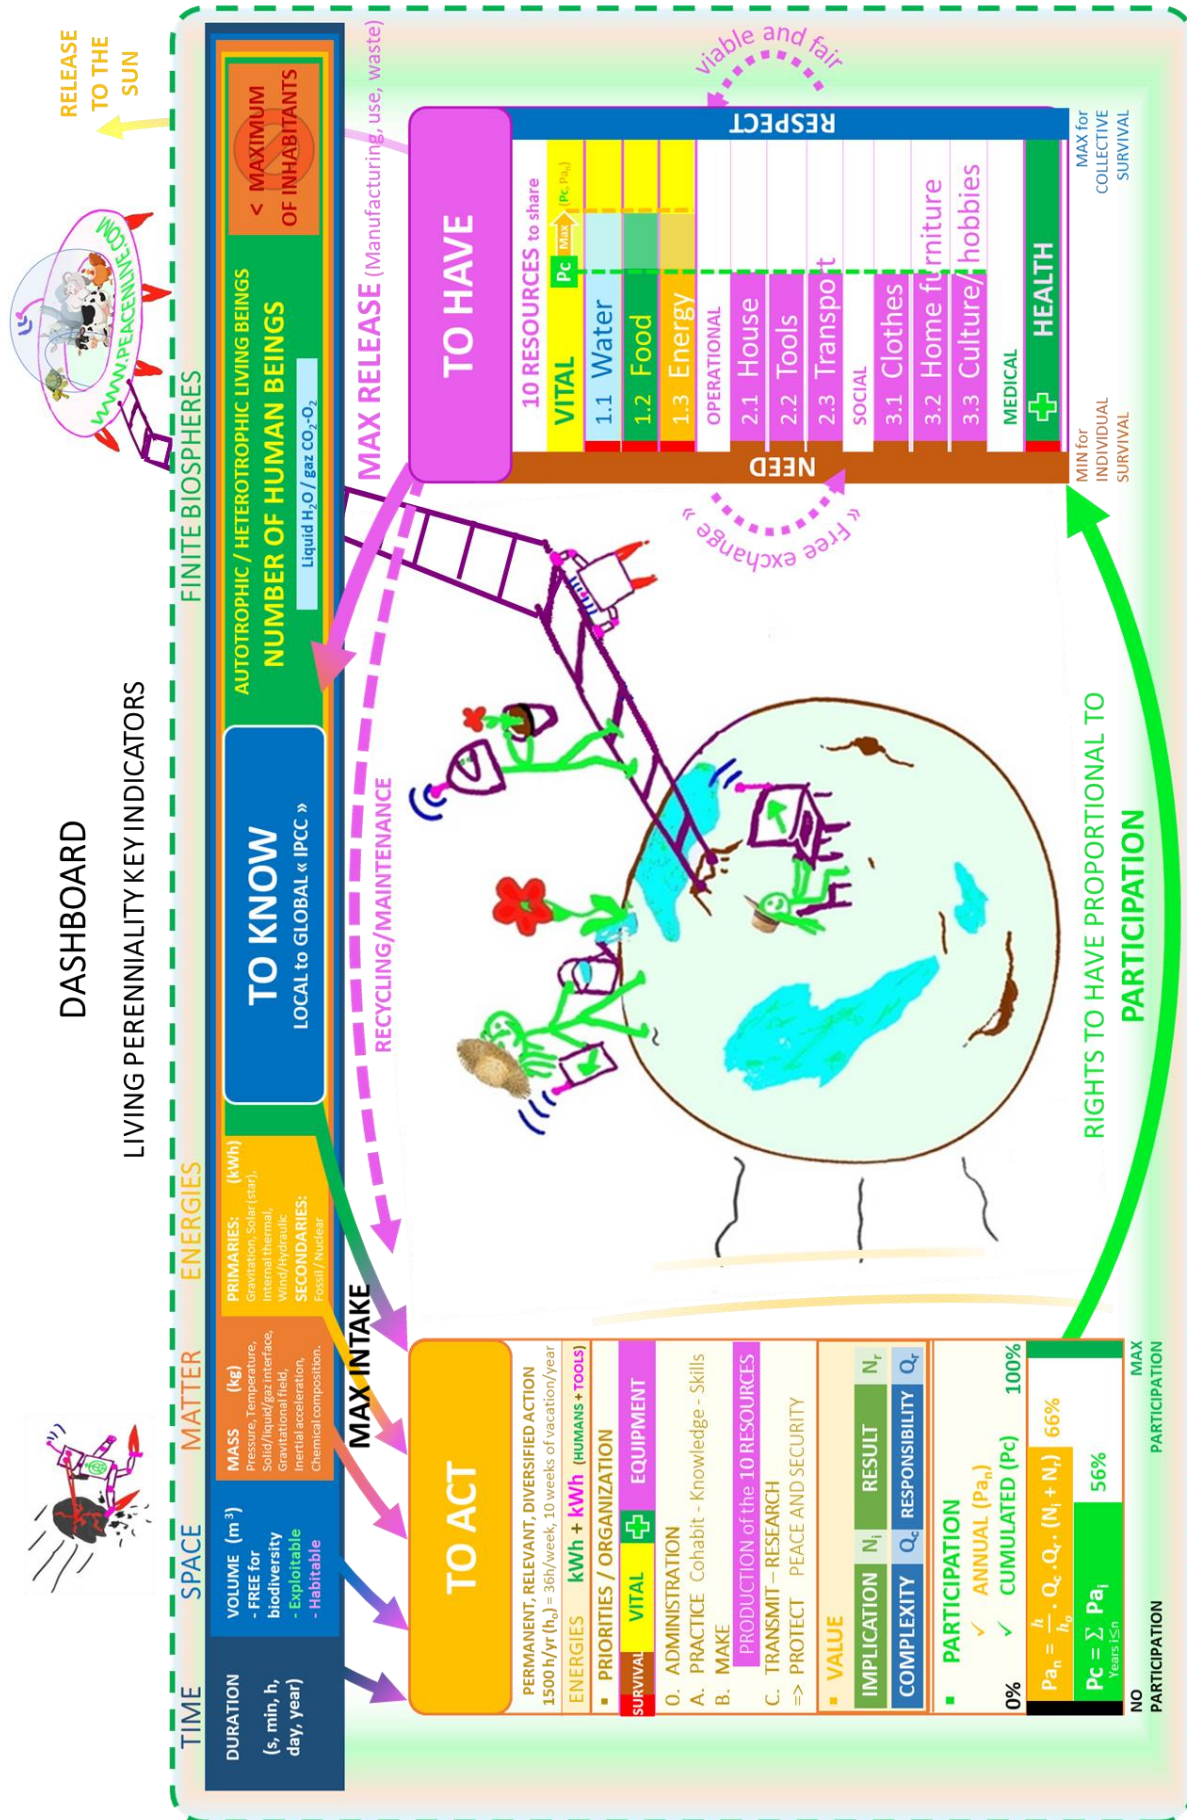 DASHBOARD
LIVING PERENNIALITY KEY INDICATORS
TIME
SPACE
MATTER
ENERGIES
FINITE BIOSPHERES
WWW.PEACENLIVE.COM
RELEASE
TO THE
SUN
DURATION
(s, min, h,
day, year)
VOLUME (m³)
- FREE for
biodiversity
- Exploitable
- Habitable
MASS (kg)
Pressure, Temperature,
Solid/liquid/gaz interface,
Gravitational field,
Inertial acceleration,
Chemical composition.
PRIMARIES: (kWh)
Gravitation, Solar (star),
Internal thermal,
Wind/Hydraulic
SECONDARIES:
Fossil / Nuclear
TO KNOW
LOCAL to GLOBAL « IPCC »
AUTOTROPHIC / HETEROTROPHIC LIVING BEINGS
NUMBER OF HUMAN BEINGS
Liquid H₂O / gaz CO₂-O₂
< MAXIMUM
OF INHABITANTS
MAX INTAKE
RECYCLING/MAINTENANCE
MAX RELEASE (Manufacturing, use, waste)
TO ACT
PERMANENT, RELEVANT, DIVERSIFIED ACTION
1500 h/yr (hₒ) = 36h/week, 10 weeks of vacation/year
ENERGIES kWh + kWh (HUMANS + TOOLS)
▪ PRIORITIES / ORGANIZATION
SURVIVAL VITAL EQUIPMENT
0. ADMINISTRATION
A. PRACTICE Cohabit - Knowledge - Skills
B. MAKE
PRODUCTION of the 10 RESOURCES
C. TRANSMIT – RESEARCH
=> PROTECT PEACE AND SECURITY
▪ VALUE
IMPLICATION Nᵢ RESULT Nᵣ
COMPLEXITY Q꜀ RESPONSIBILITY Qᵣ
▪ PARTICIPATION
✓ ANNUAL (Paₙ)
✓ CUMULATED (Pc)
0% 100%
Paₙ = h/hₒ . Q꜀ . Qᵣ . (Nᵢ + Nᵣ) 66%
Pc = Σ Paᵢ 56%
Years i≤n
NO
PARTICIPATION
MAX
PARTICIPATION
RIGHTS TO HAVE PROPORTIONAL TO
PARTICIPATION
TO HAVE
10 RESOURCES to share
VITAL Pc Max (Pc, Paₙ)
1.1 Water
1.2 Food
1.3 Energy
OPERATIONAL
2.1 House
2.2 Tools
2.3 Transport
SOCIAL
3.1 Clothes
3.2 Home furniture
3.3 Culture/ hobbies
MEDICAL
HEALTH
NEED
RESPECT
« Free exchange »
viable and fair
MIN for
INDIVIDUAL
SURVIVAL
MAX for
COLLECTIVE
SURVIVAL